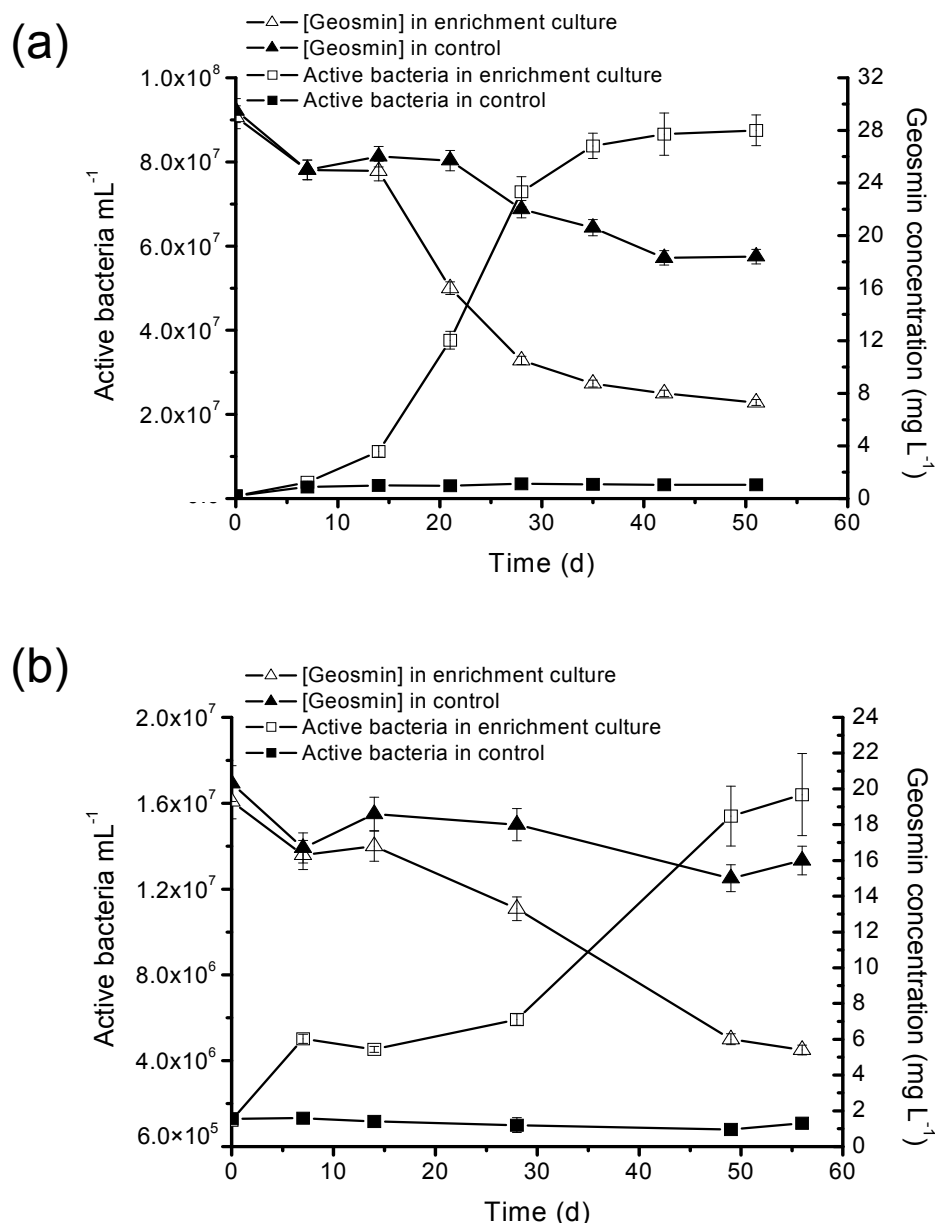 (a)
[Geosmin] in enrichment culture
[Geosmin] in control
Active bacteria in enrichment culture
Active bacteria in control
1.0x10⁸
8.0x10⁷
6.0x10⁷
4.0x10⁷
2.0x10⁷
Active bacteria mL⁻¹
32
28
24
20
16
12
8
4
0
Geosmin concentration (mg L⁻¹)
0 10 20 30 40 50 60
Time (d)
(b)
[Geosmin] in enrichment culture
[Geosmin] in control
Active bacteria in enrichment culture
Active bacteria in control
2.0x10⁷
1.6x10⁷
1.2x10⁷
8.0x10⁶
4.0x10⁶
6.0×10⁵
Active bacteria mL⁻¹
24
22
20
18
16
14
12
10
8
6
4
2
0
Geosmin concentration (mg L⁻¹)
0 10 20 30 40 50 60
Time (d)